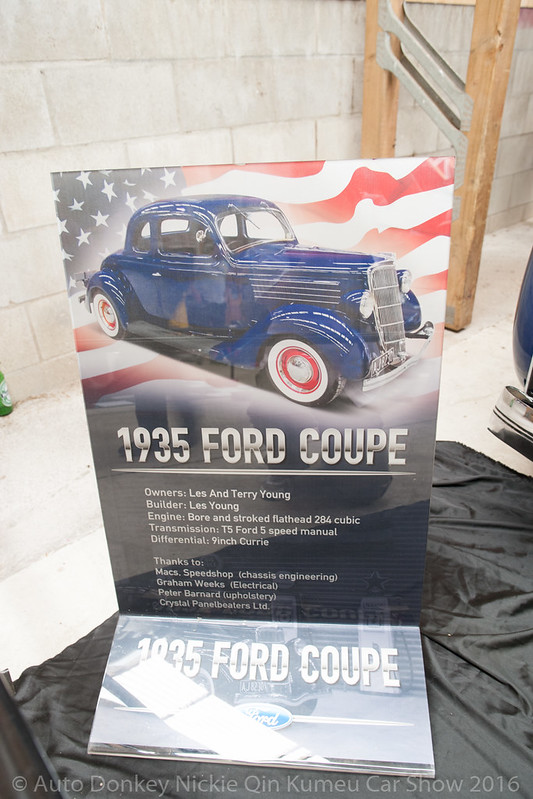 1935 FORD COUPE
Owners: Les And Terry Young
Builder: Les Young
Engine: Bore and stroked flathead 284 cubic
Transmission: T5 Ford 5 speed manual
Differential: 9inch Currie
Thanks to:
Macs. Speedshop (chassis engineering)
Graham Weeks (Electrical)
Peter Barnard (upholstery)
Crystal Panelbeaters Ltd.
1935 FORD COUPE
Ford
© Auto Donkey Nickie Qin Kumeu Car Show 2016